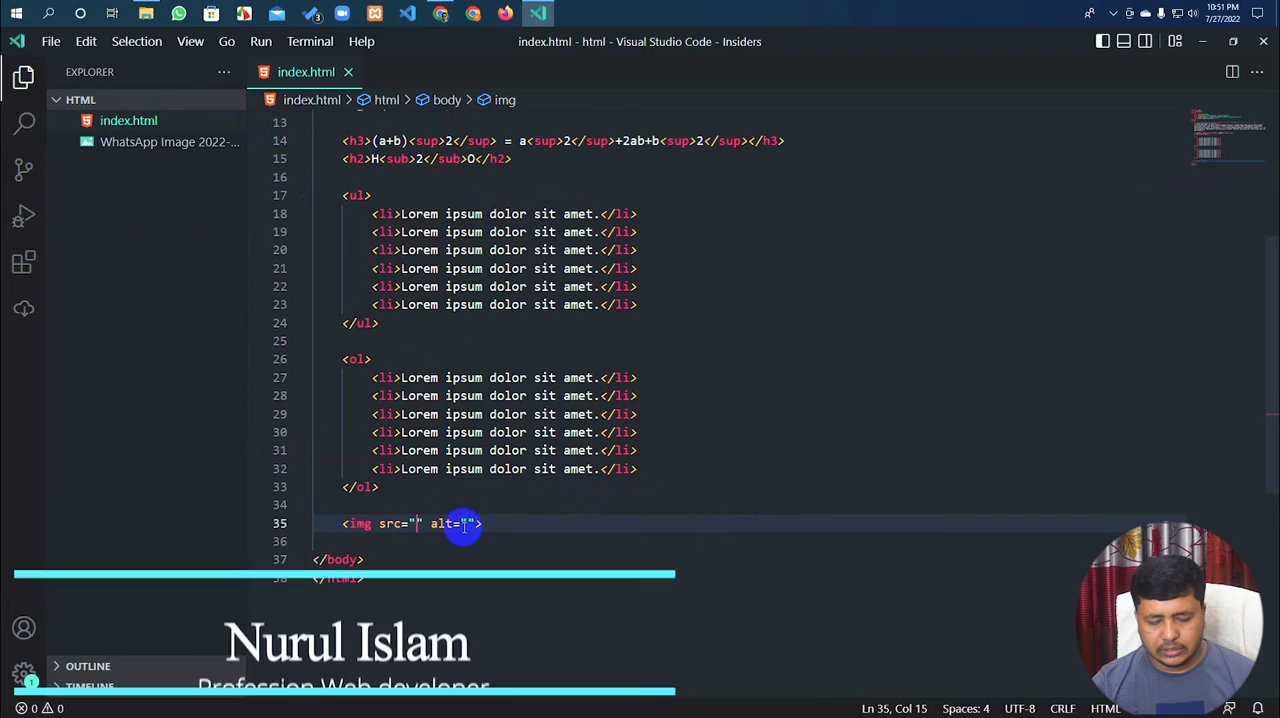 10:51 PM
7/27/2022
File Edit Selection View Go Run Terminal Help
index.html - html - Visual Studio Code - Insiders
EXPLORER
index.html
HTML
index.html
WhatsApp Image 2022-...
index.html > html > body > img
13
14 <h3>(a+b)<sup>2</sup> = a<sup>2</sup>+2ab+b<sup>2</sup></h3>
15 <h2>H<sub>2</sub>O</h2>
16
17 <ul>
18 <li>Lorem ipsum dolor sit amet.</li>
19 <li>Lorem ipsum dolor sit amet.</li>
20 <li>Lorem ipsum dolor sit amet.</li>
21 <li>Lorem ipsum dolor sit amet.</li>
22 <li>Lorem ipsum dolor sit amet.</li>
23 <li>Lorem ipsum dolor sit amet.</li>
24 </ul>
25
26 <ol>
27 <li>Lorem ipsum dolor sit amet.</li>
28 <li>Lorem ipsum dolor sit amet.</li>
29 <li>Lorem ipsum dolor sit amet.</li>
30 <li>Lorem ipsum dolor sit amet.</li>
31 <li>Lorem ipsum dolor sit amet.</li>
32 <li>Lorem ipsum dolor sit amet.</li>
33 </ol>
34
35 <img src="" alt="">
36
37 </body>
38 </html>
Nurul Islam
Profession Web developer
OUTLINE
TIMELINE
1
0 0
Ln 35, Col 15 Spaces: 4 UTF-8 CRLF HTML